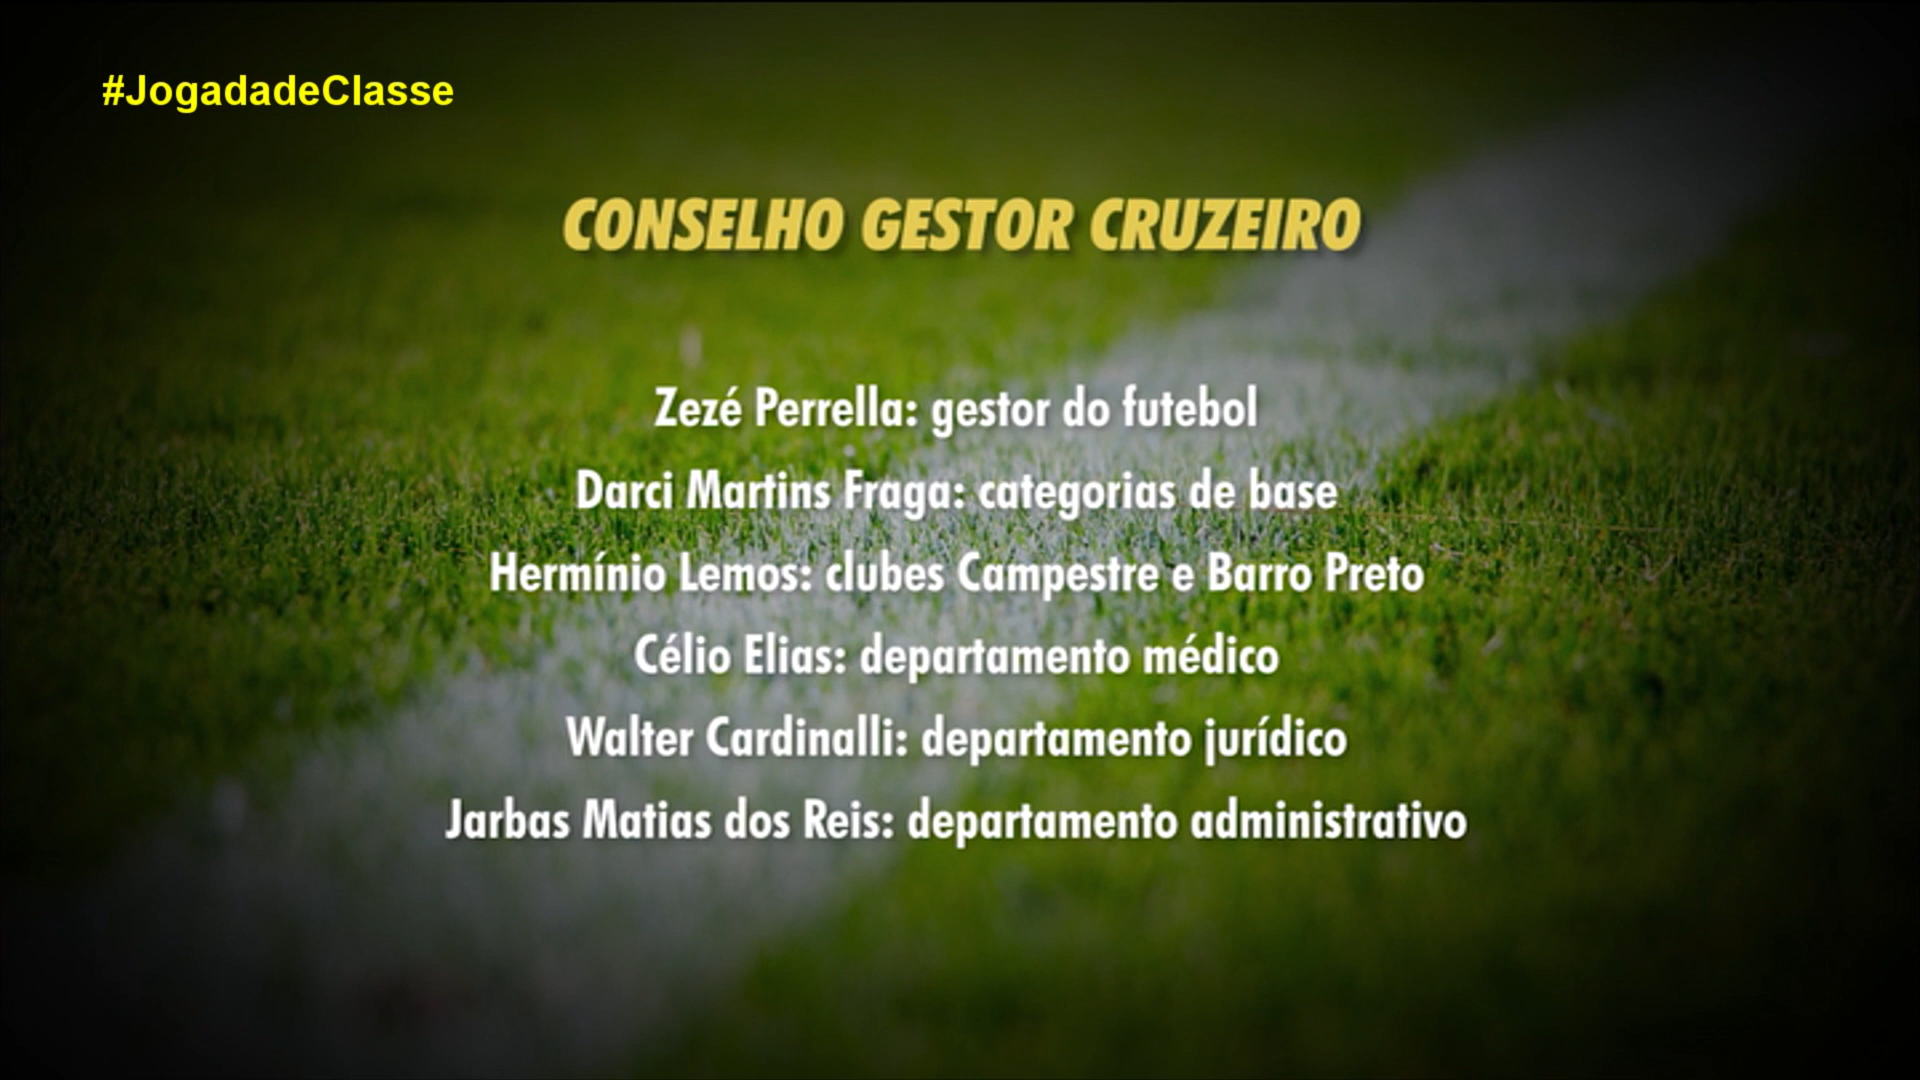 #JogadadeClasse
CONSELHO GESTOR CRUZEIRO
Zezé Perrella: gestor do futebol
Darci Martins Fraga: categorias de base
Hermínio Lemos: clubes Campestre e Barro Preto
Célio Elias: departamento médico
Walter Cardinalli: departamento jurídico
Jarbas Matias dos Reis: departamento administrativo